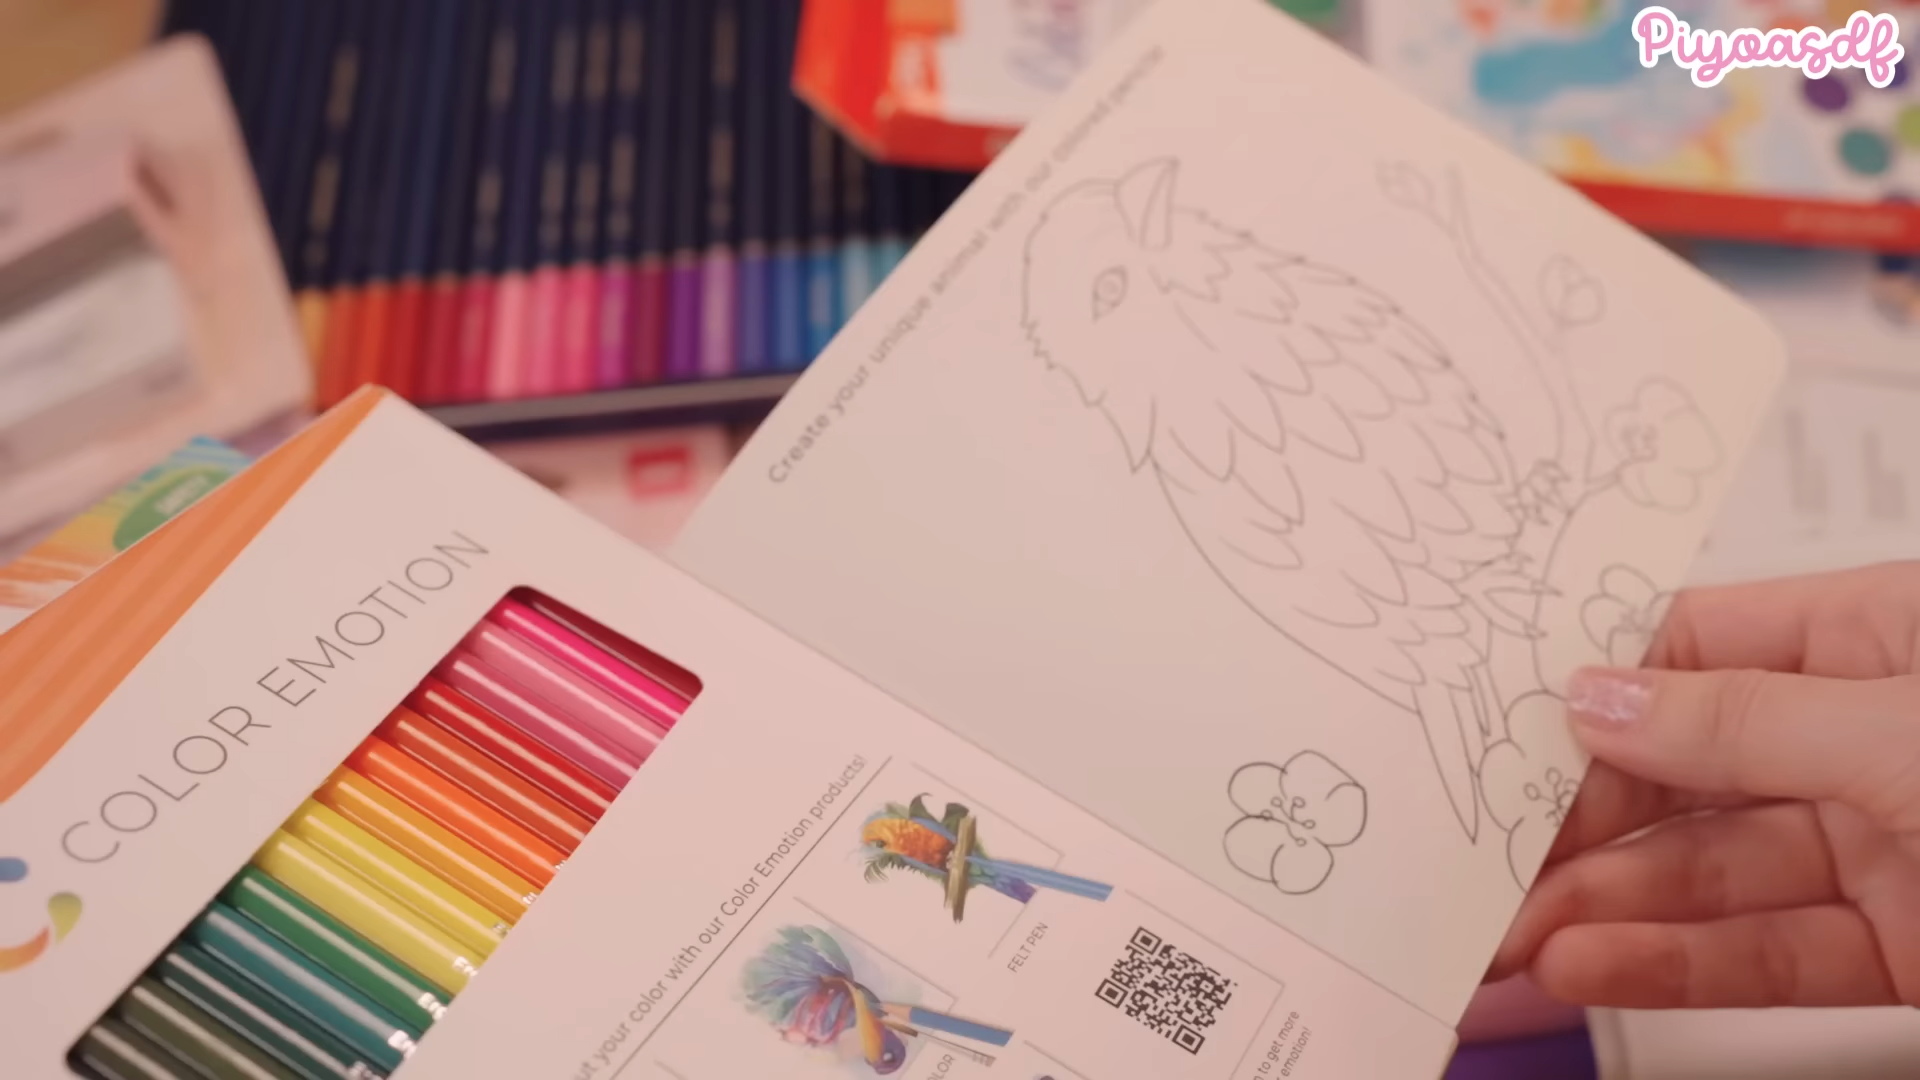 Piyoasdf
Create your unique animal with our colored pencils
COLOR EMOTION
ut your color with our Color Emotion products!
FELT PEN
OLOR
n to get more
emotion!